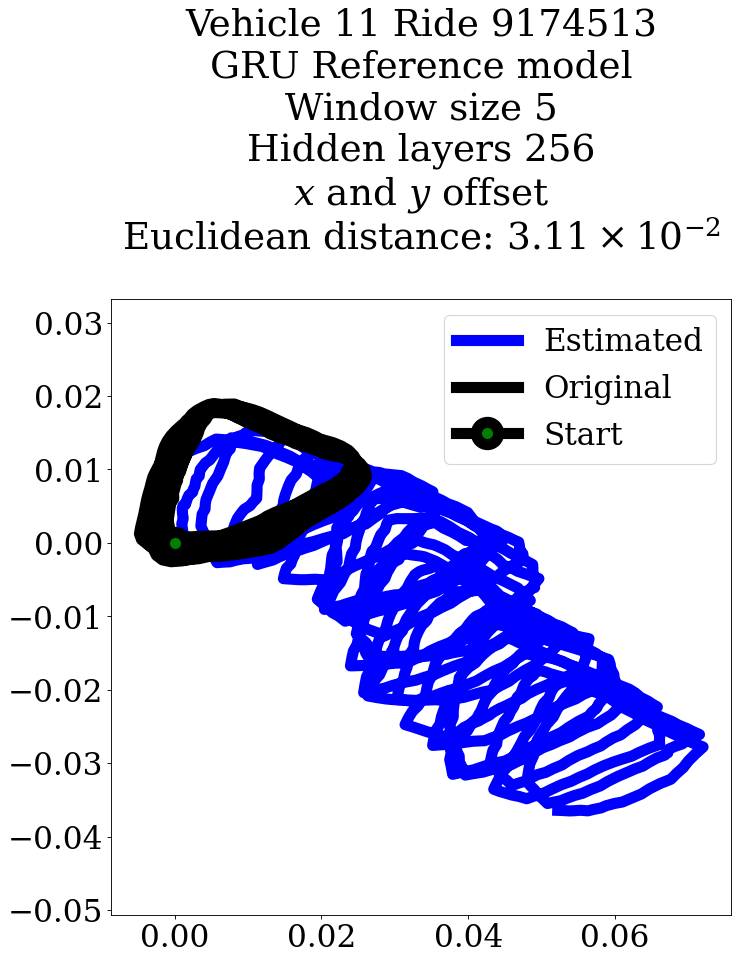 Vehicle 11 Ride 9174513
GRU Reference model
Window size 5
Hidden layers 256
x and y offset
Euclidean distance: 3.11 × 10⁻²
Estimated
Original
Start
0.03
0.02
0.01
0.00
−0.01
−0.02
−0.03
−0.04
−0.05
0.00 0.02 0.04 0.06